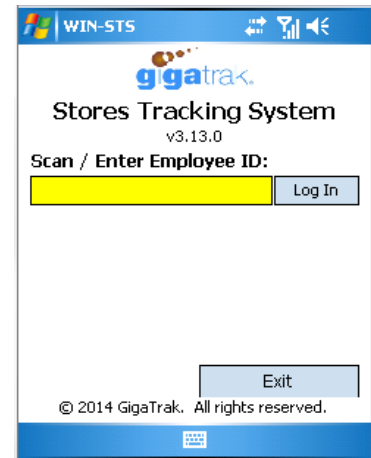 WIN-STS
gigatrak.
Stores Tracking System
v3.13.0
Scan / Enter Employee ID:
Log In
Exit
© 2014 GigaTrak. All rights reserved.